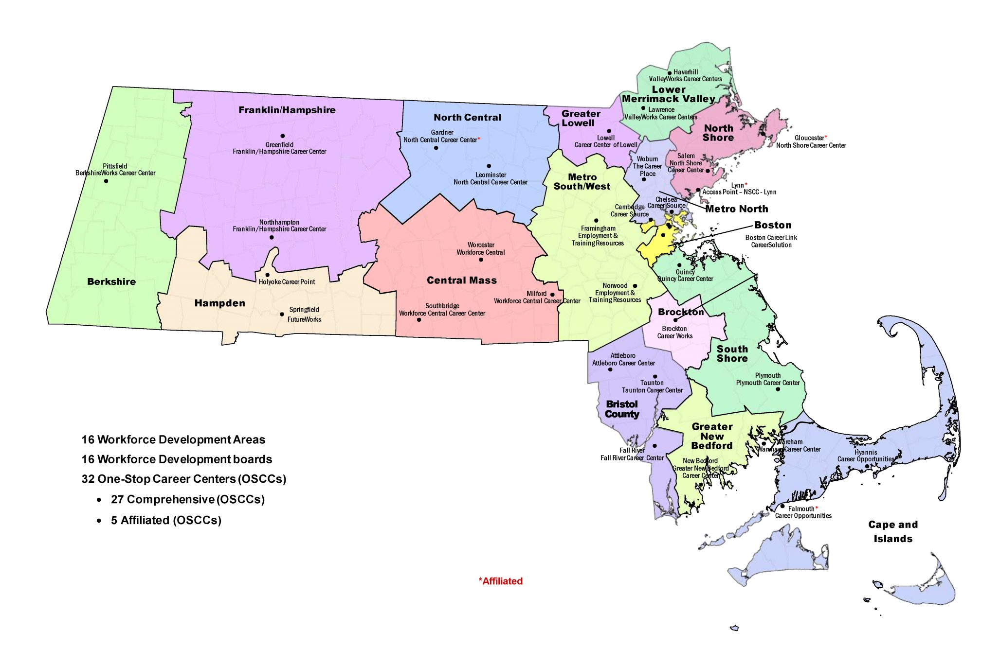 Haverhill
ValleyWorks Career Centers
Lower
Merrimack Valley
Lawrence
ValleyWorks Career Centers
Franklin/Hampshire
Greenfield
Franklin/Hampshire Career Center
Northhampton
Franklin/Hampshire Career Center
North Central
Gardner
North Central Career Center*
Leominster
North Central Career Center
Greater
Lowell
Lowell
Career Center of Lowell
North
Shore
Gloucester*
North Shore Career Center
Salem
North Shore
Career Center
Lynn*
Access Point – NSCC - Lynn
Woburn
The Career
Place
Chelsea
Career Source
Cambridge
Career Source
Metro North
Boston
Boston CareerLink
CareerSolution
Pittsfield
BerkshireWorks Career Center
Berkshire
Metro
South/West
Framingham
Employment &
Training Resources
Norwood
Employment &
Training Resources
Worcester
Workforce Central
Central Mass
Milford
Workforce Central Career Center
Southbridge
Workforce Central Career Center
Holyoke Career Point
Hampden
Springfield
FutureWorks
Quincy
Quincy Career Center
Brockton
Brockton
Career Works
South
Shore
Plymouth
Plymouth Career Center
Attleboro
Attleboro Career Center
Taunton
Taunton Career Center
Bristol
County
Fall River
Fall River Career Center
Greater
New
Bedford
New Bedford
Greater New Bedford
Career Center
Wareham
Wareham Career Center
Hyannis
Career Opportunities
Falmouth*
Career Opportunities
Cape and
Islands
16 Workforce Development Areas
16 Workforce Development boards
32 One-Stop Career Centers (OSCCs)
• 27 Comprehensive (OSCCs)
• 5 Affiliated (OSCCs)
*Affiliated